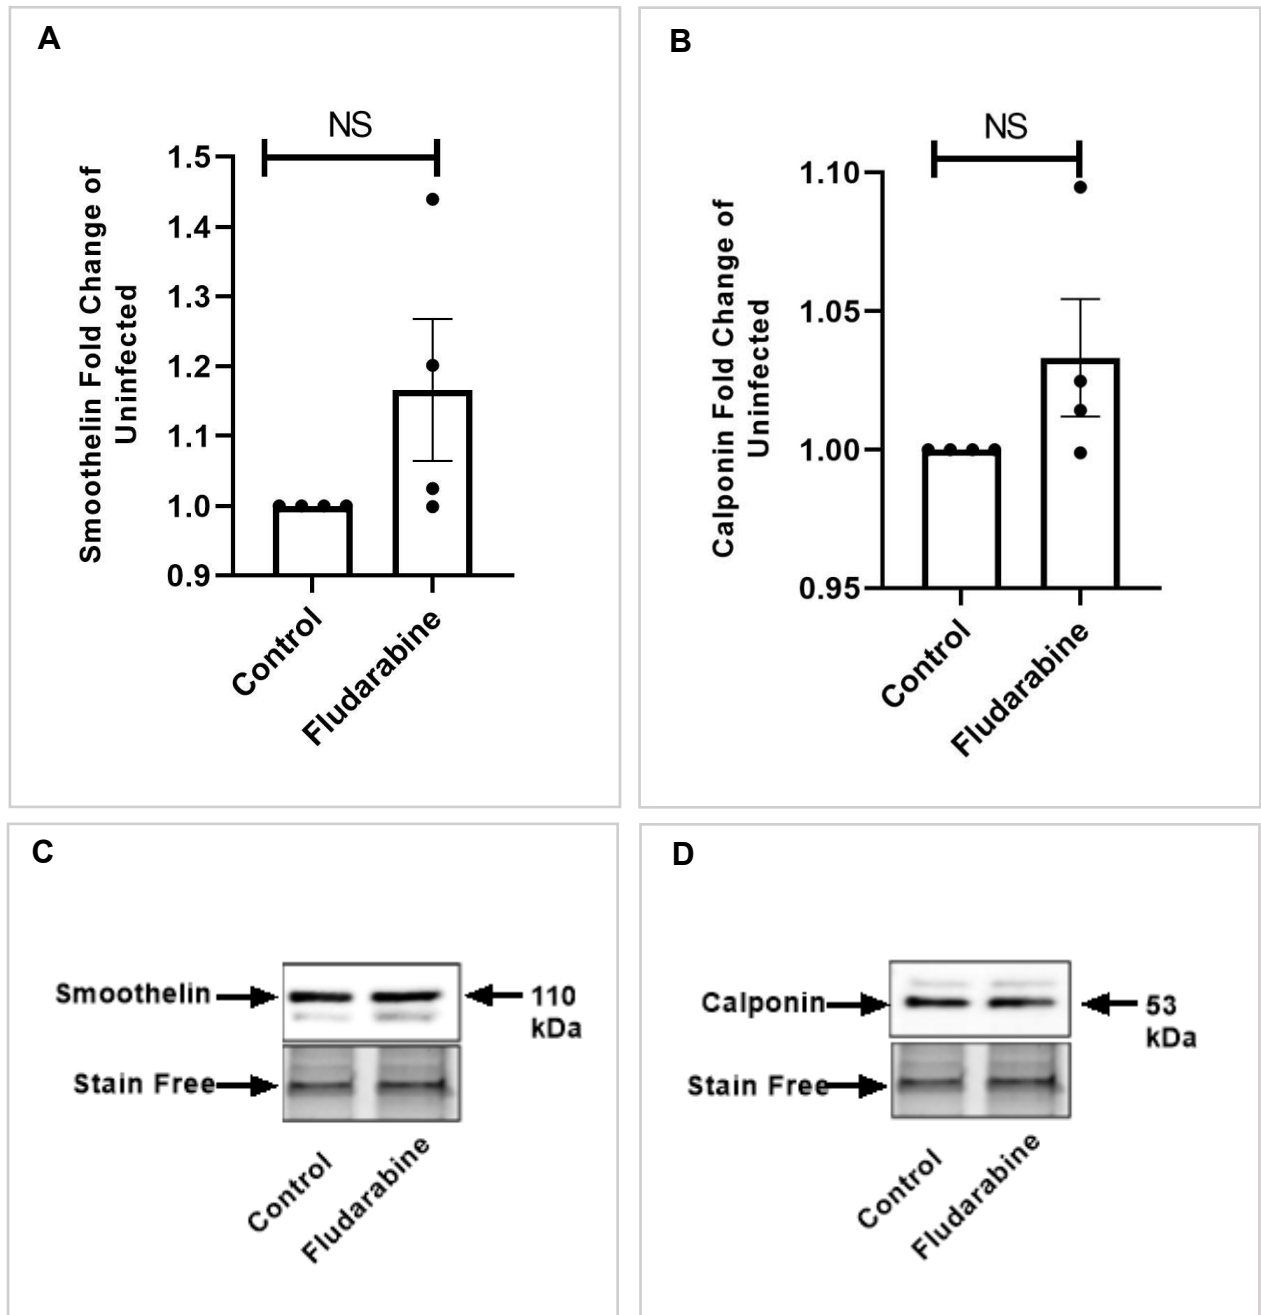 A
NS
Smoothelin Fold Change of
Uninfected
1.5
1.4
1.3
1.2
1.1
1.0
0.9
Control
Fludarabine
B
NS
Calponin Fold Change of
Uninfected
1.10
1.05
1.00
0.95
Control
Fludarabine
C
Smoothelin
110
kDa
Stain Free
Control
Fludarabine
D
Calponin
53
kDa
Stain Free
Control
Fludarabine